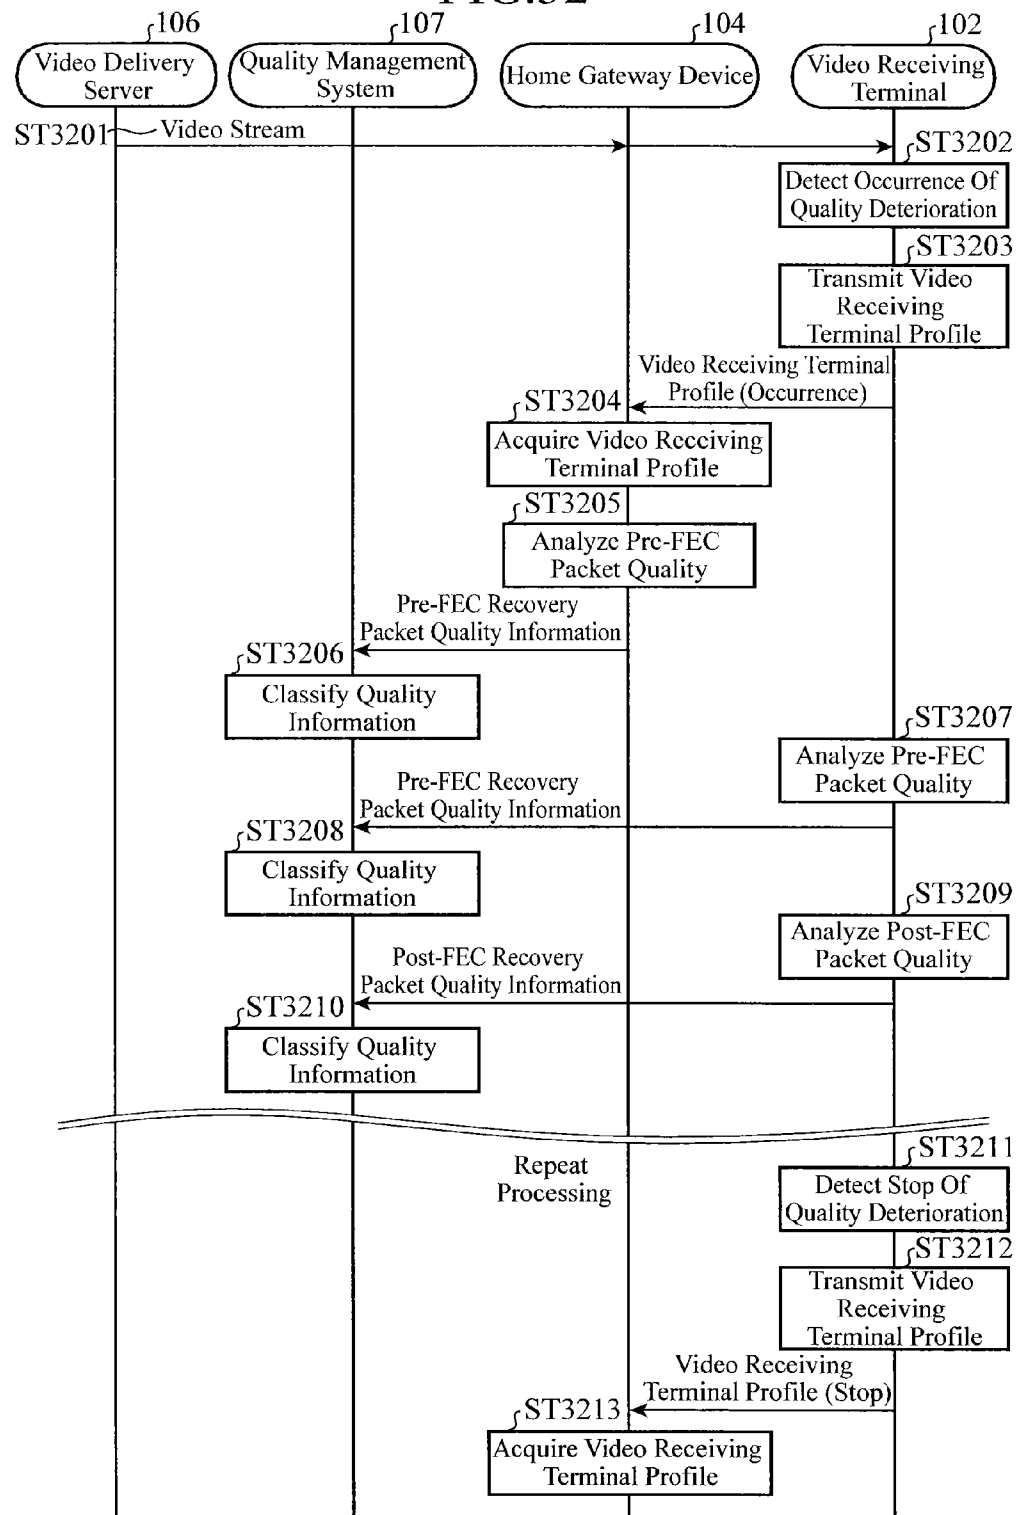 FIG.32
106
107
104
102
Video Delivery
Server
Quality Management
System
Home Gateway Device
Video Receiving
Terminal
ST3201
Video Stream
ST3202
Detect Occurrence Of
Quality Deterioration
ST3203
Transmit Video
Receiving
Terminal Profile
Video Receiving Terminal
Profile (Occurrence)
ST3204
Acquire Video Receiving
Terminal Profile
ST3205
Analyze Pre-FEC
Packet Quality
Pre-FEC Recovery
Packet Quality Information
ST3206
Classify Quality
Information
ST3207
Analyze Pre-FEC
Packet Quality
Pre-FEC Recovery
Packet Quality Information
ST3208
Classify Quality
Information
ST3209
Analyze Post-FEC
Packet Quality
Post-FEC Recovery
Packet Quality Information
ST3210
Classify Quality
Information
Repeat
Processing
ST3211
Detect Stop Of
Quality Deterioration
ST3212
Transmit Video
Receiving
Terminal Profile
Video Receiving
Terminal Profile (Stop)
ST3213
Acquire Video Receiving
Terminal Profile